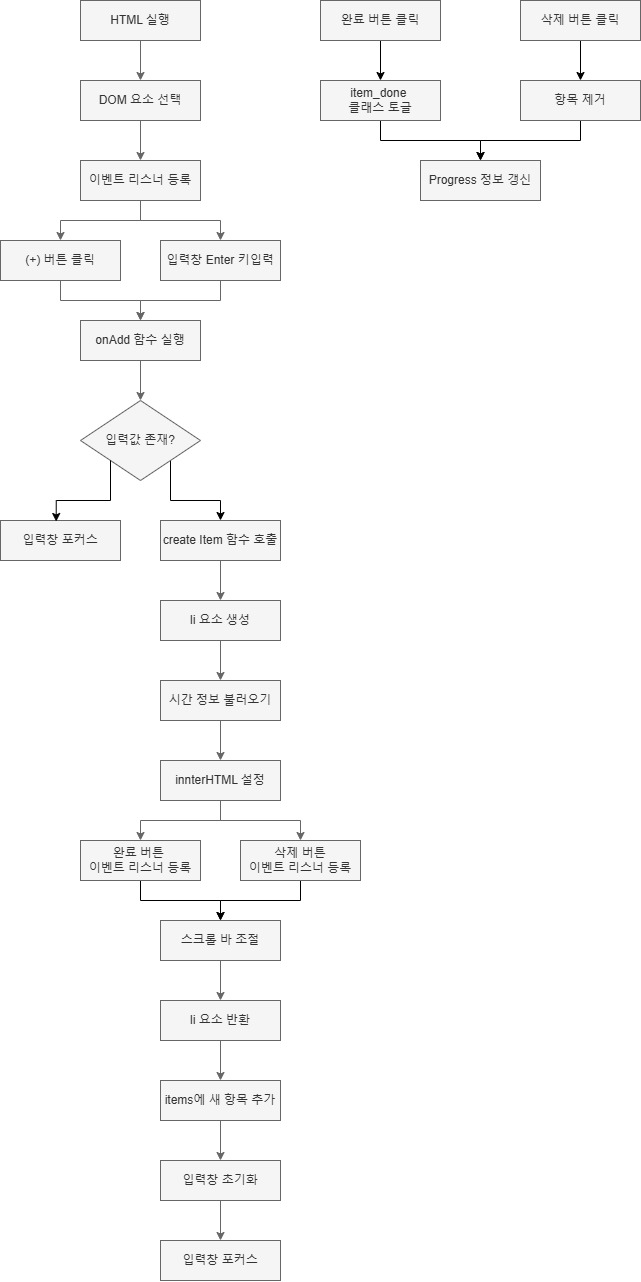 HTML 실행
DOM 요소 선택
이벤트 리스너 등록
(+) 버튼 클릭
입력창 Enter 키입력
onAdd 함수 실행
입력값 존재?
입력창 포커스
create Item 함수 호출
li 요소 생성
시간 정보 불러오기
innterHTML 설정
완료 버튼
이벤트 리스너 등록
삭제 버튼
이벤트 리스너 등록
스크롤 바 조절
li 요소 반환
items에 새 항목 추가
입력창 초기화
입력창 포커스
완료 버튼 클릭
item_done
클래스 토글
삭제 버튼 클릭
항목 제거
Progress 정보 갱신